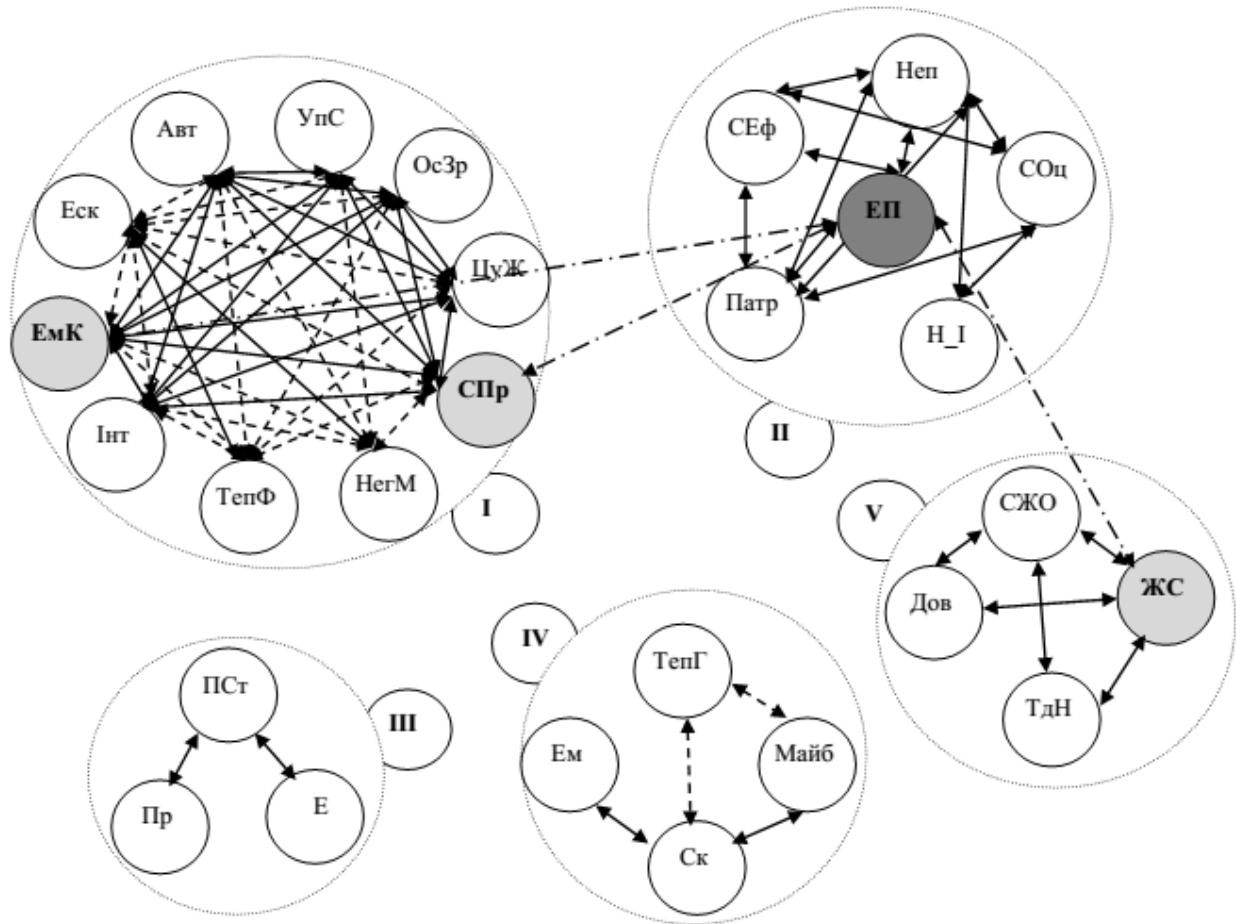 Авт
УпС
ОсЗр
Еск
ЦуЖ
ЕмК
СПр
Інт
ТепФ
НегМ
I
Неп
СЕф
СОц
ЕП
Патр
Н_І
II
V
СЖО
Дов
ЖС
ТдН
IV
ТепГ
Ем
Майб
Ск
III
ПСт
Пр
Е